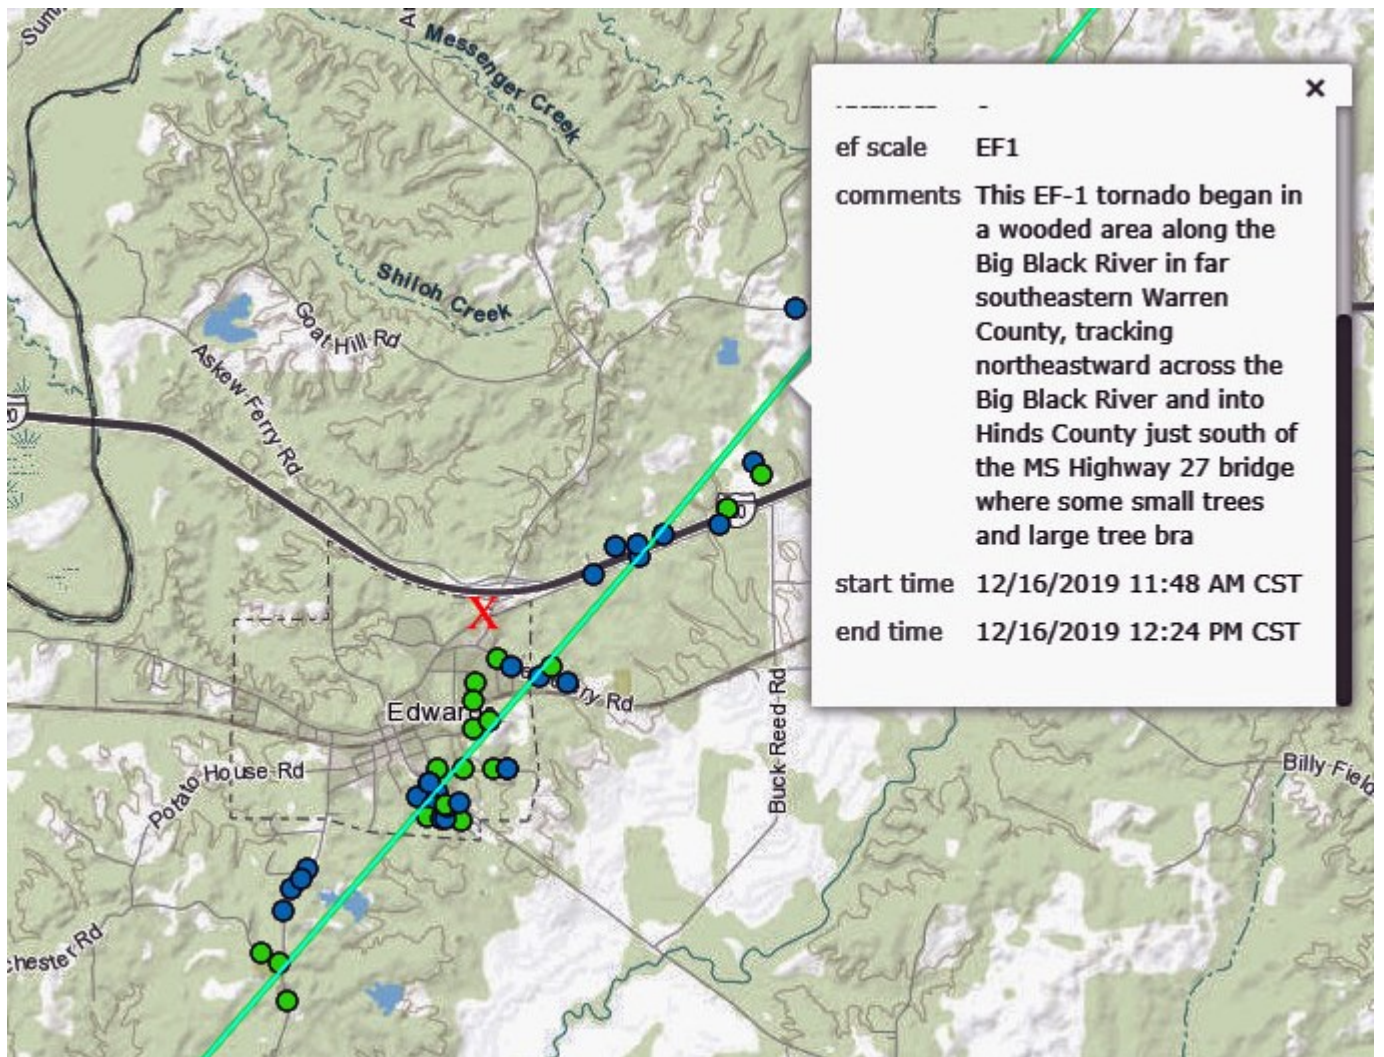 Messenger Creek
Shiloh Creek
Goat Hill Rd
Askew Ferry Rd
ef scale EF1
comments This EF-1 tornado began in
a wooded area along the
Big Black River in far
southeastern Warren
County, tracking
northeastward across the
Big Black River and into
Hinds County just south of
the MS Highway 27 bridge
where some small trees
and large tree bra
start time 12/16/2019 11:48 AM CST
end time 12/16/2019 12:24 PM CST
X
Rd
Edwar
Potato House Rd
Buck Reed Rd
Billy Field
chester Rd